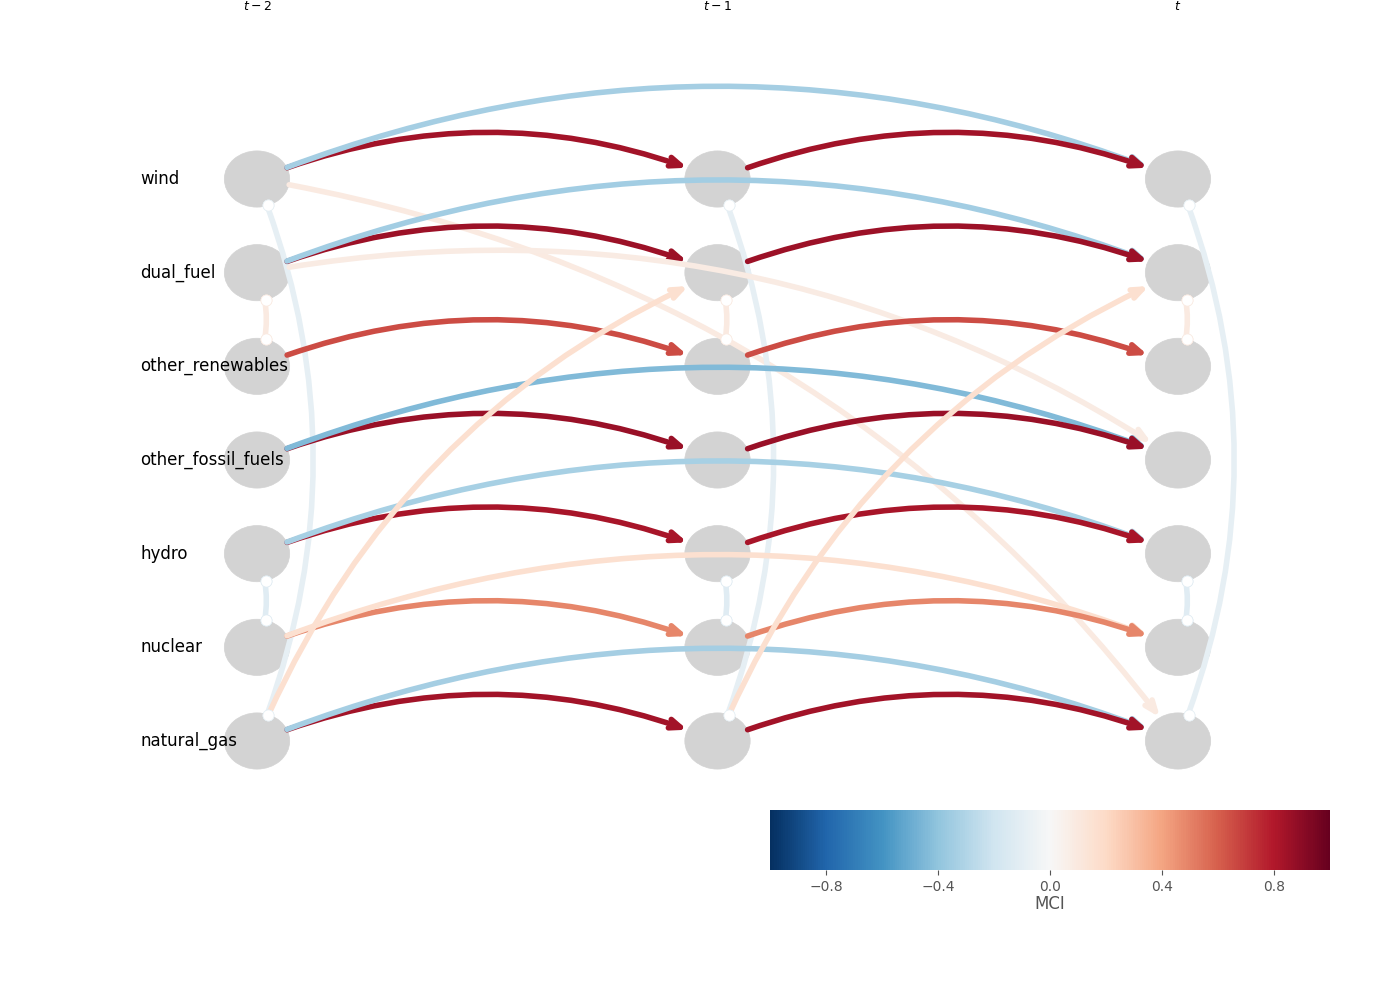 t − 2 t − 1 t
wind
dual_fuel
other_renewables
other_fossil_fuels
hydro
nuclear
natural_gas
−0.8 −0.4 0.0 0.4 0.8
MCI